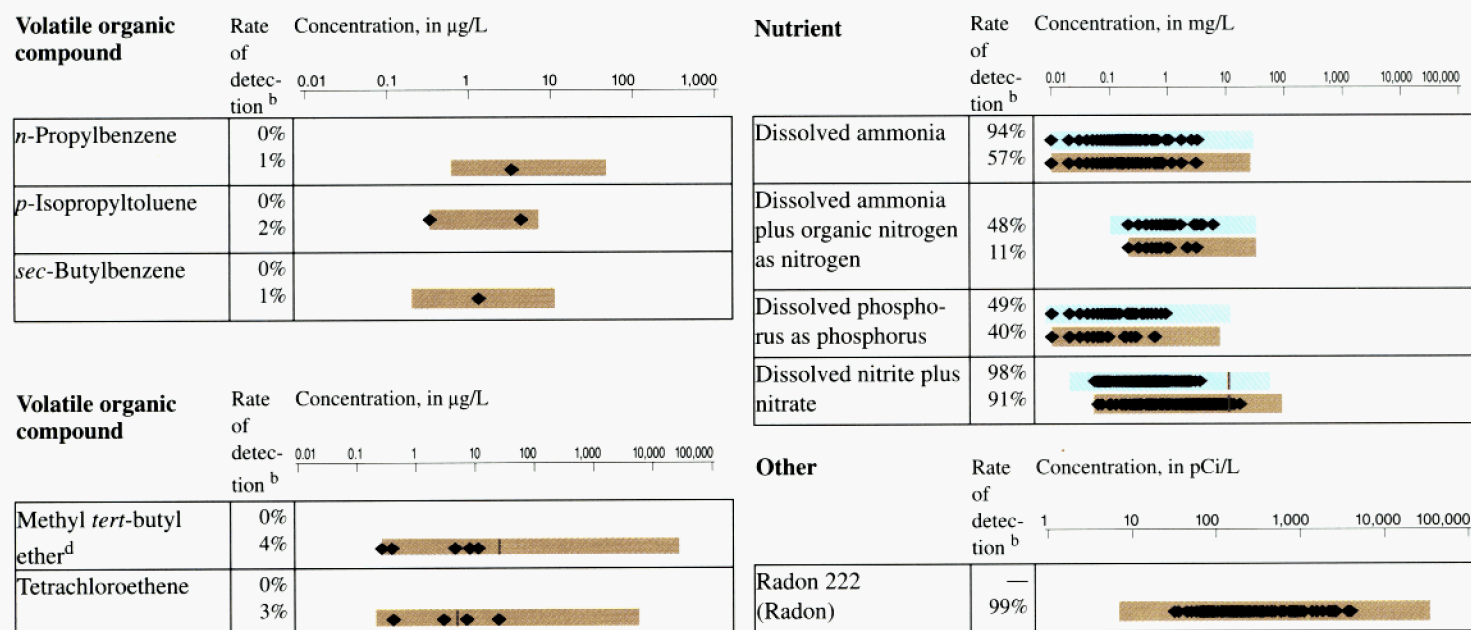 Volatile organic
compound
Rate
of
detec-
tion b
Concentration, in µg/L
0.01 0.1 1 10 100 1,000
n-Propylbenzene
0%
1%
p-Isopropyltoluene
0%
2%
sec-Butylbenzene
0%
1%
Volatile organic
compound
Rate
of
detec-
tion b
Concentration, in µg/L
0.01 0.1 1 10 100 1,000 10,000 100,000
Methyl tert-butyl
etherd
0%
4%
Tetrachloroethene
0%
3%
Nutrient
Rate
of
detec-
tion b
Concentration, in mg/L
0.01 0.1 1 10 100 1,000 10,000 100,000
Dissolved ammonia
94%
57%
Dissolved ammonia
plus organic nitrogen
as nitrogen
48%
11%
Dissolved phospho-
rus as phosphorus
49%
40%
Dissolved nitrite plus
nitrate
98%
91%
Other
Rate
of
detec-
tion b
Concentration, in pCi/L
1 10 100 1,000 10,000 100,000
Radon 222
(Radon)
—
99%